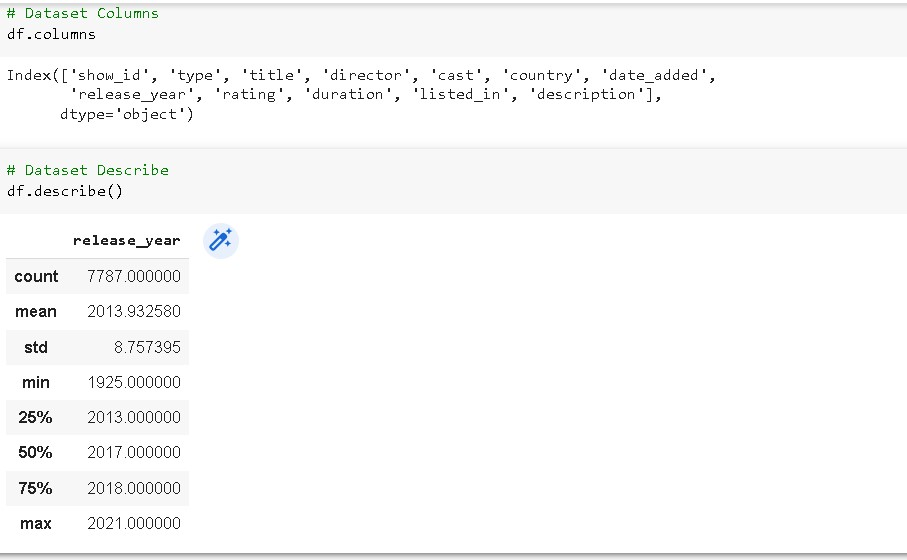 # Dataset Columns
df.columns
Index(['show_id', 'type', 'title', 'director', 'cast', 'country', 'date_added',
'release_year', 'rating', 'duration', 'listed_in', 'description'],
dtype='object')
# Dataset Describe
df.describe()
release_year
count 7787.000000
mean 2013.932580
std 8.757395
min 1925.000000
25% 2013.000000
50% 2017.000000
75% 2018.000000
max 2021.000000